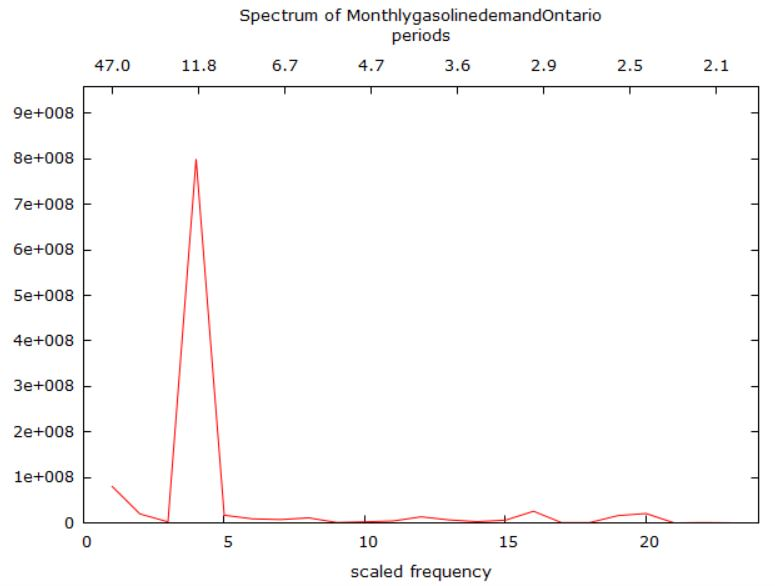 Spectrum of MonthlygasolinedemandOntario
periods
47.0 11.8 6.7 4.7 3.6 2.9 2.5 2.1
9e+008
8e+008
7e+008
6e+008
5e+008
4e+008
3e+008
2e+008
1e+008
0
0 5 10 15 20
scaled frequency